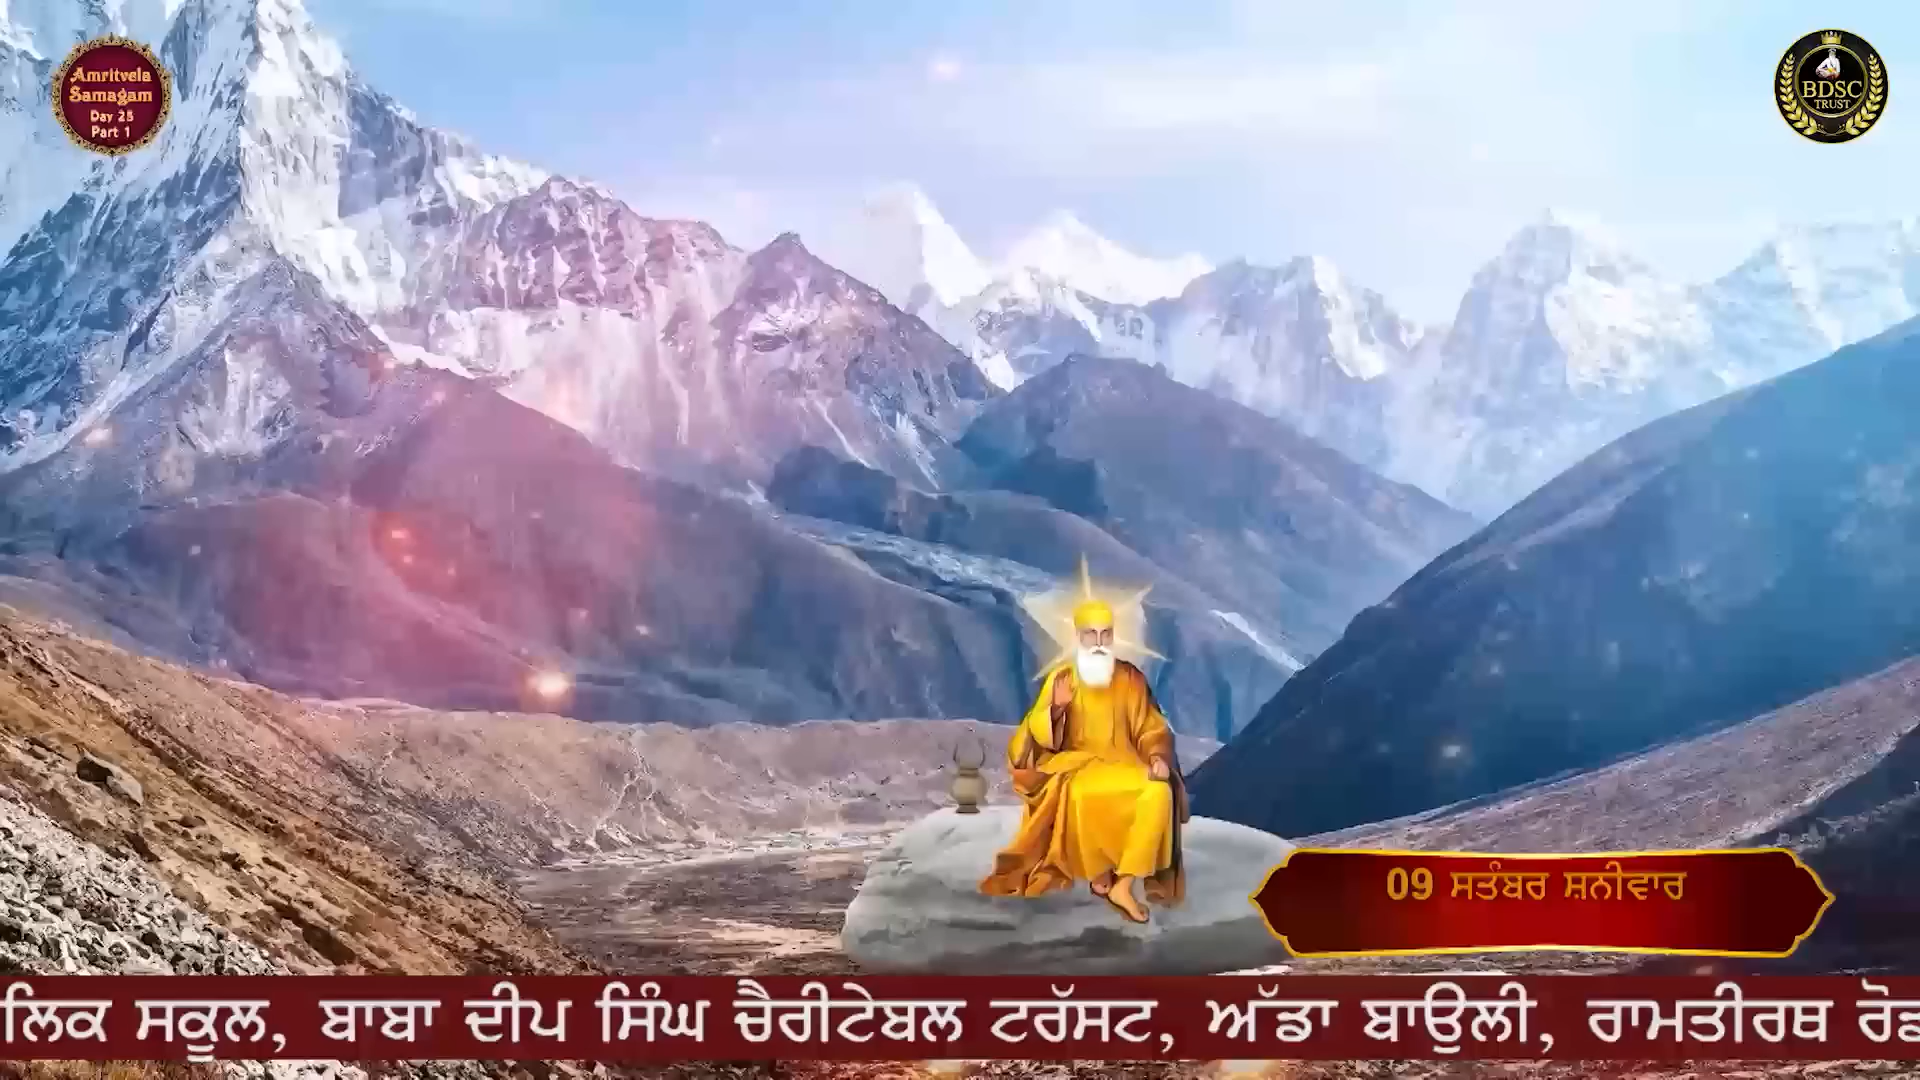 Amritvela
Samagam
Day 25
Part 1
BDSC
TRUST
09 ਸਤੰਬਰ ਸ਼ਨੀਵਾਰ
ਲਿਕ ਸਕੂਲ, ਬਾਬਾ ਦੀਪ ਸਿੰਘ ਚੈਰੀਟੇਬਲ ਟਰੱਸਟ, ਅੱਡਾ ਬਾਉਲੀ, ਰਾਮਤੀਰਥ ਰੋਡ